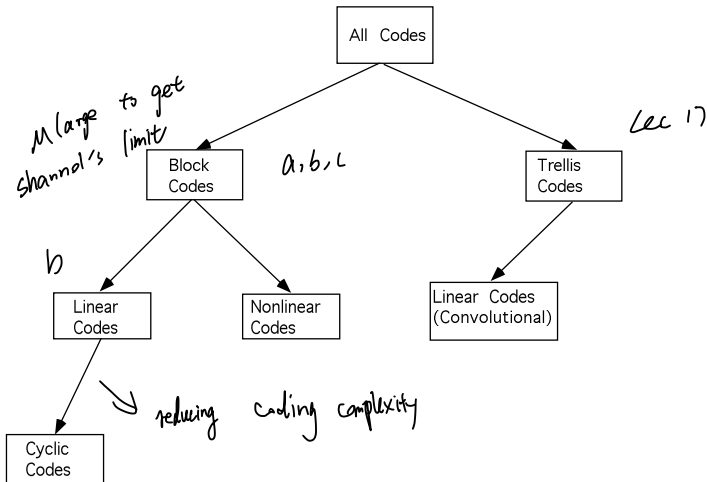 All Codes
M large to get
shannol's limit
Block
Codes
a, b, c
Lec 17
Trellis
Codes
b
Linear
Codes
Nonlinear
Codes
Linear Codes
(Convolutional)
reducing coding complexity
Cyclic
Codes